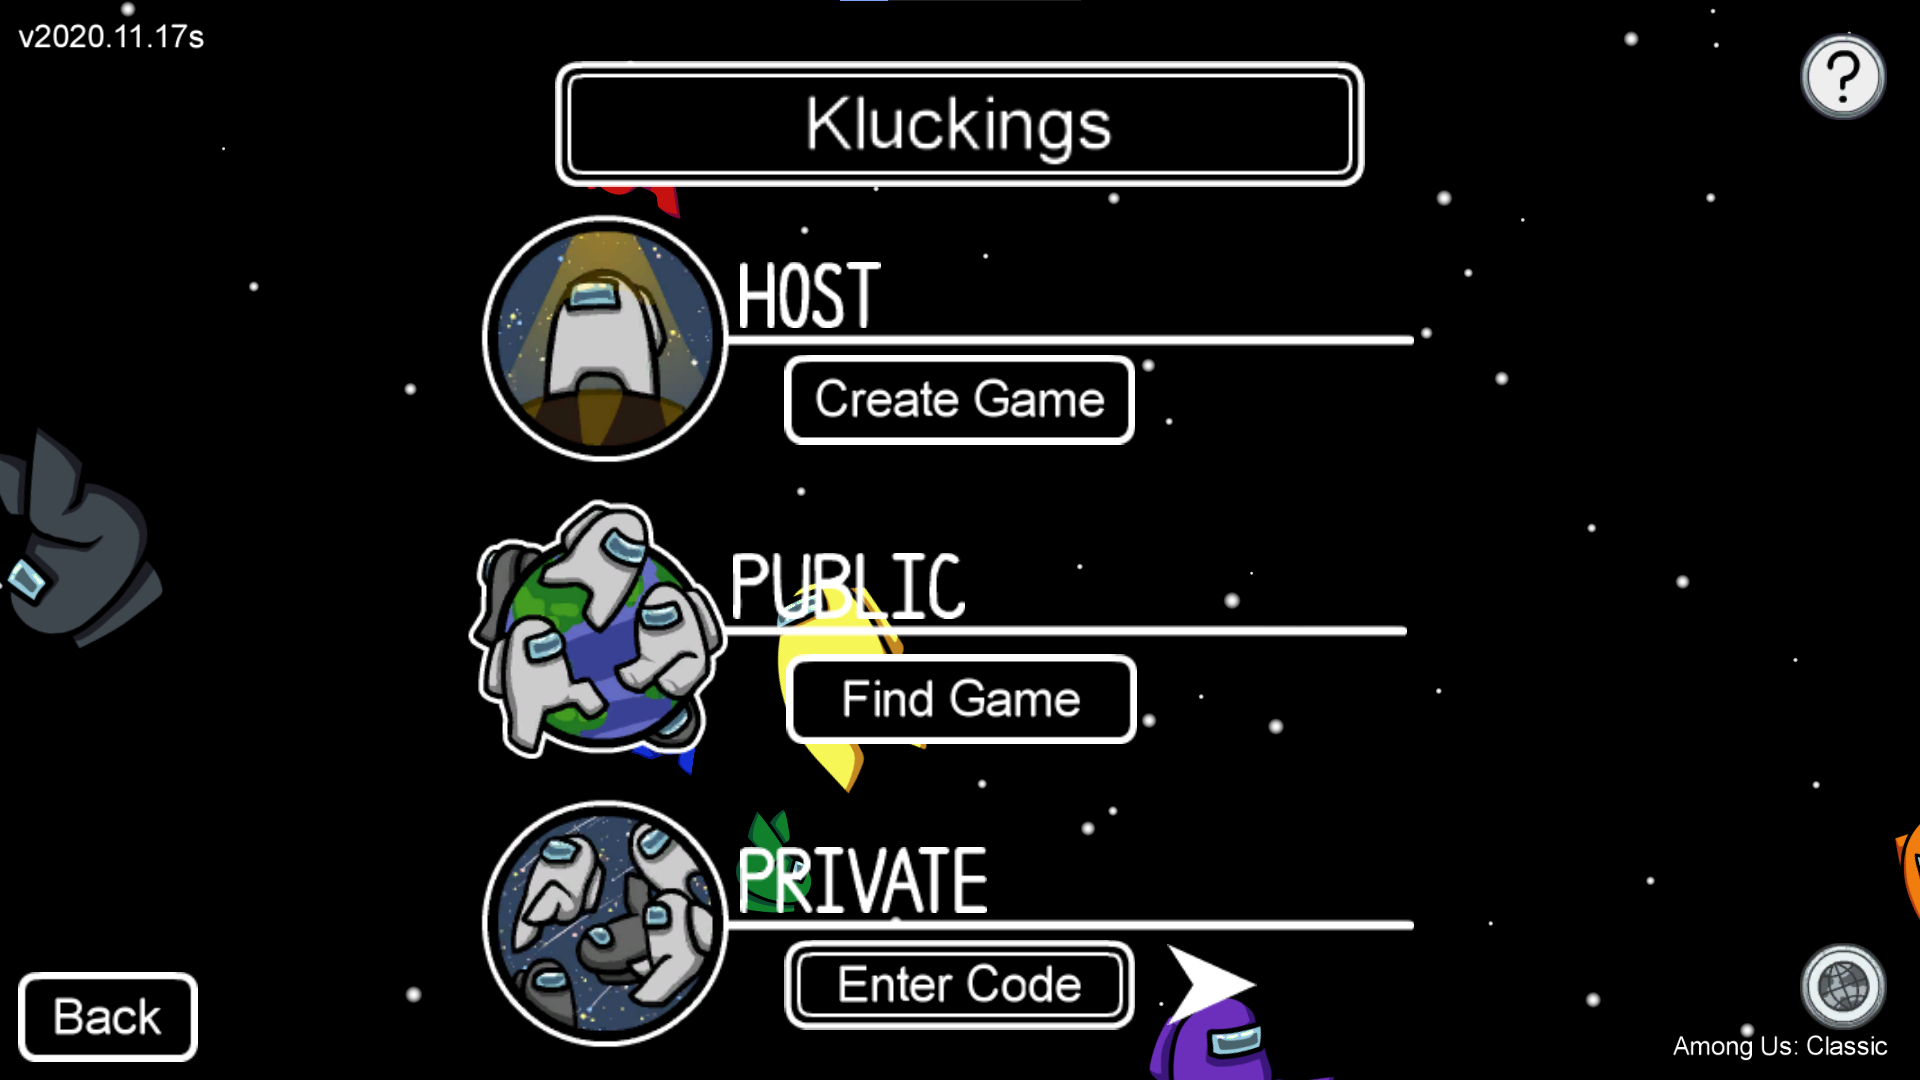 v2020.11.17s
?
Kluckings
HOST
Create Game
PUBLIC
Find Game
PRIVATE
Enter Code
Back
Among Us: Classic